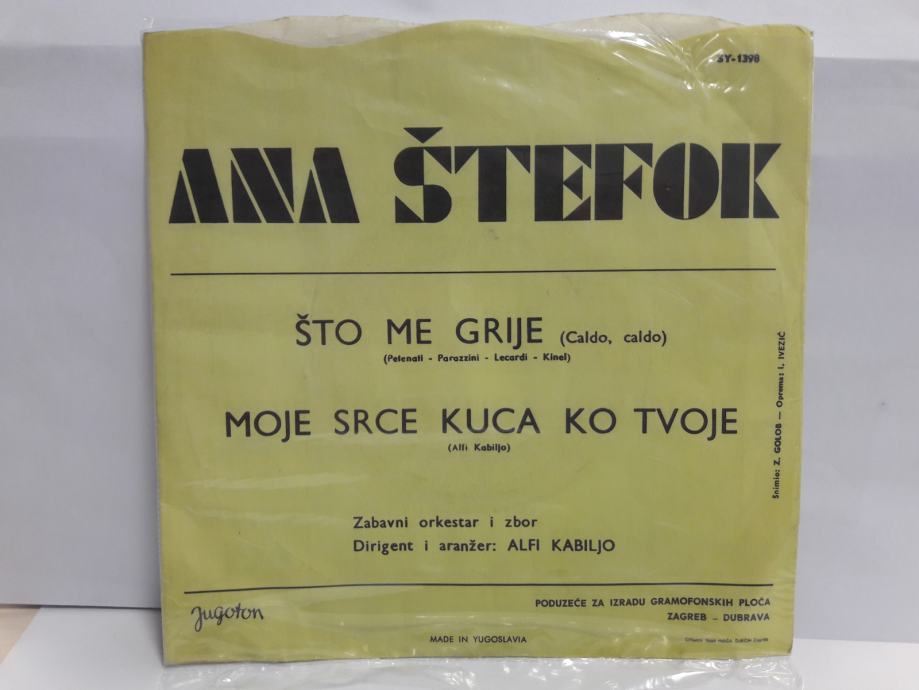 SY-1398
ANA ŠTEFOK
ŠTO ME GRIJE (Caldo, caldo)
(Pelenati - Parazzini - Lecardi - Kinel)
MOJE SRCE KUCA KO TVOJE
(Alfi Kabiljo)
Snimio: Z. GOLOB — Oprema: I. IVEZIĆ
Zabavni orkestar i zbor
Dirigent i aranžer: ALFI KABILJO
Jugoton
PODUZEĆE ZA IZRADU GRAMOFONSKIH PLOČA
ZAGREB - DUBRAVA
MADE IN YUGOSLAVIA